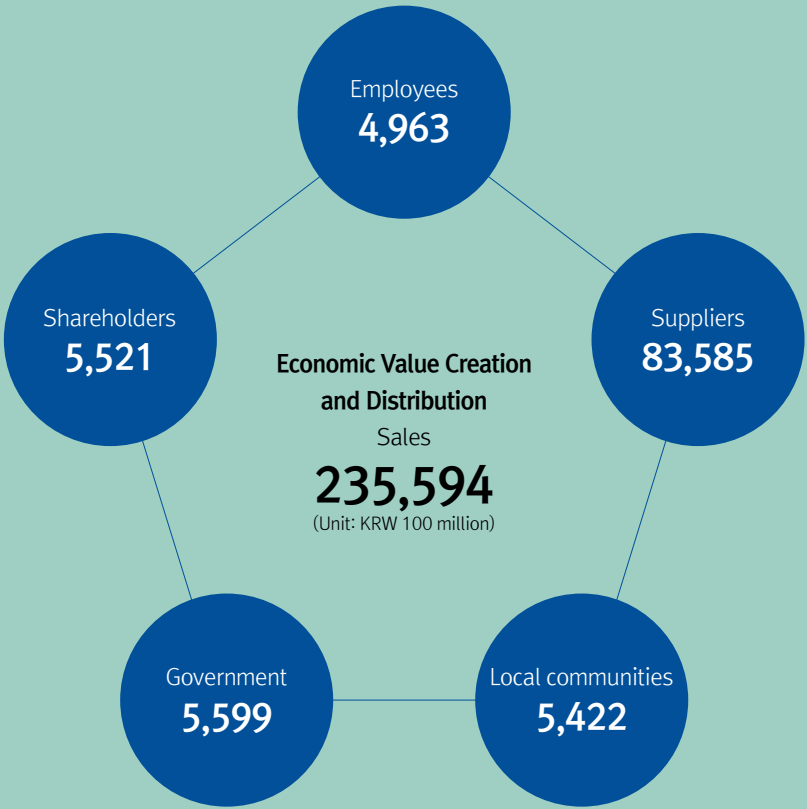 Employees
4,963
Shareholders
5,521
Suppliers
83,585
Economic Value Creation
and Distribution
Sales
235,594
(Unit: KRW 100 million)
Government
5,599
Local communities
5,422